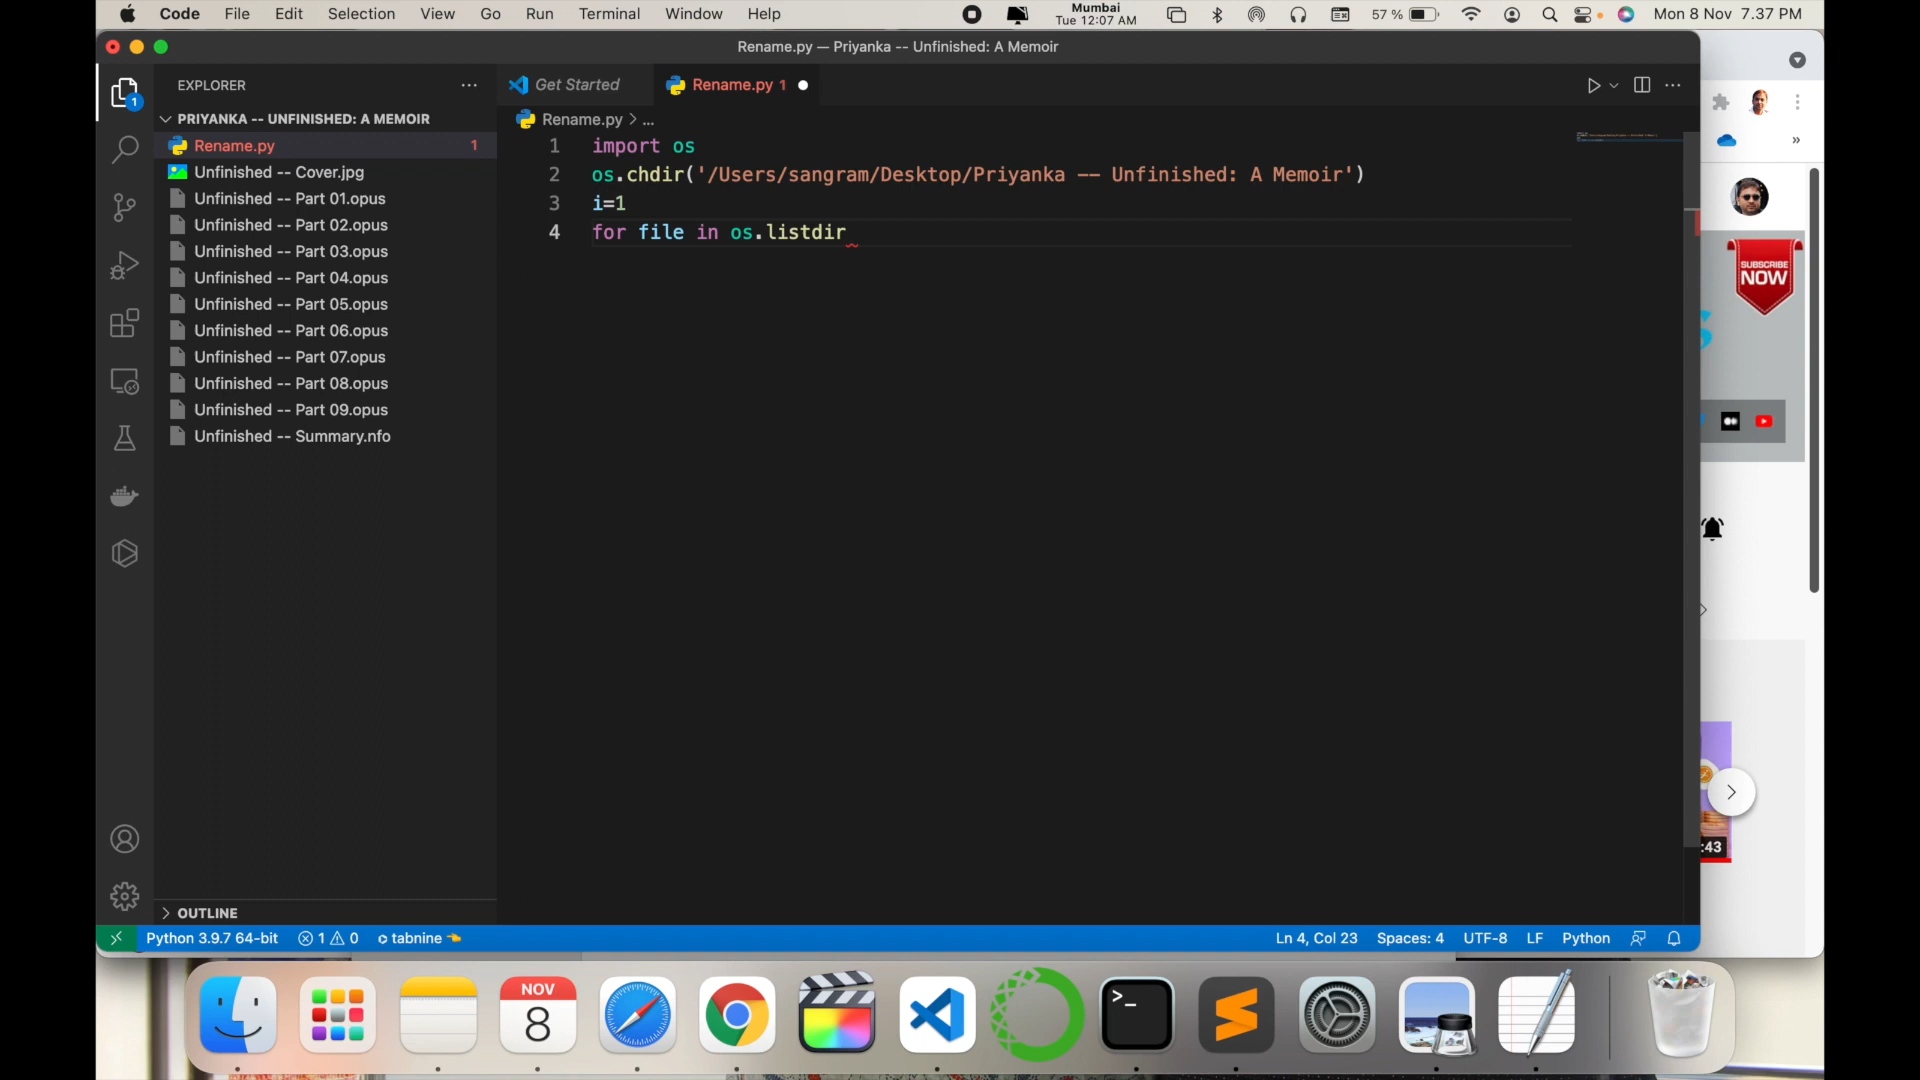 Code File Edit Selection View Go Run Terminal Window Help
Mumbai
Tue 12:07 AM
57 %
Mon 8 Nov 7.37 PM
Rename.py — Priyanka -- Unfinished: A Memoir
EXPLORER
Get Started
Rename.py 1
PRIYANKA -- UNFINISHED: A MEMOIR
Rename.py > ...
Rename.py 1
Unfinished -- Cover.jpg
Unfinished -- Part 01.opus
Unfinished -- Part 02.opus
Unfinished -- Part 03.opus
Unfinished -- Part 04.opus
Unfinished -- Part 05.opus
Unfinished -- Part 06.opus
Unfinished -- Part 07.opus
Unfinished -- Part 08.opus
Unfinished -- Part 09.opus
Unfinished -- Summary.nfo
1
1 import os
2 os.chdir('/Users/sangram/Desktop/Priyanka -- Unfinished: A Memoir')
3 i=1
4 for file in os.listdir
SUBSCRIBE
NOW
:43
OUTLINE
Python 3.9.7 64-bit
1 0
tabnine
Ln 4, Col 23
Spaces: 4
UTF-8
LF
Python
NOV
8
>_